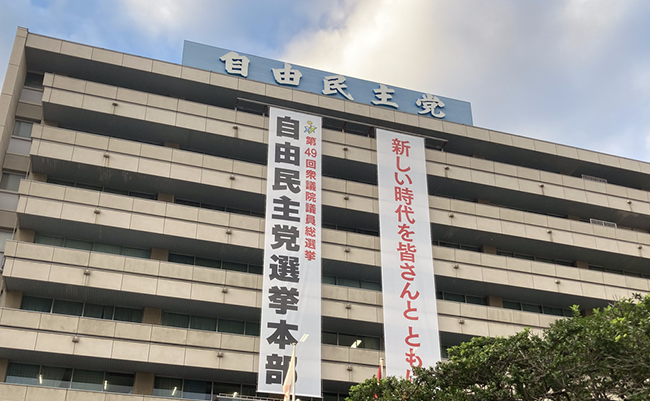 自由民主党
第49回衆議院議員総選挙
自由民主党選挙本部
新しい時代を皆さんと とも